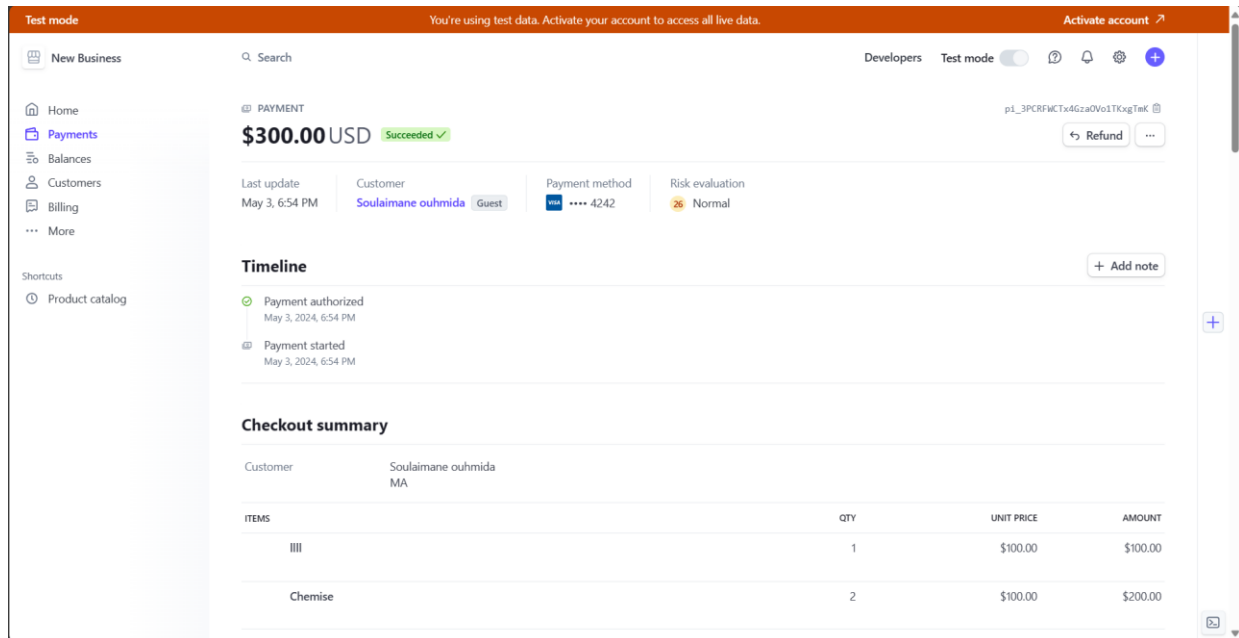 Test mode You're using test data. Activate your account to access all live data. Activate account
New Business Search Developers Test mode
Home
Payments
Balances
Customers
Billing
More
Shortcuts
Product catalog
PAYMENT pi_3PCRFWCTx4GzaOVo1TKxgTmK
$300.00 USD Succeeded Refund
Last update Customer Payment method Risk evaluation
May 3, 6:54 PM Soulaimane ouhmida Guest VISA •••• 4242 26 Normal
Timeline + Add note
Payment authorized
May 3, 2024, 6:54 PM
Payment started
May 3, 2024, 6:54 PM
Checkout summary
Customer Soulaimane ouhmida
MA
ITEMS QTY UNIT PRICE AMOUNT
llll 1 $100.00 $100.00
Chemise 2 $100.00 $200.00